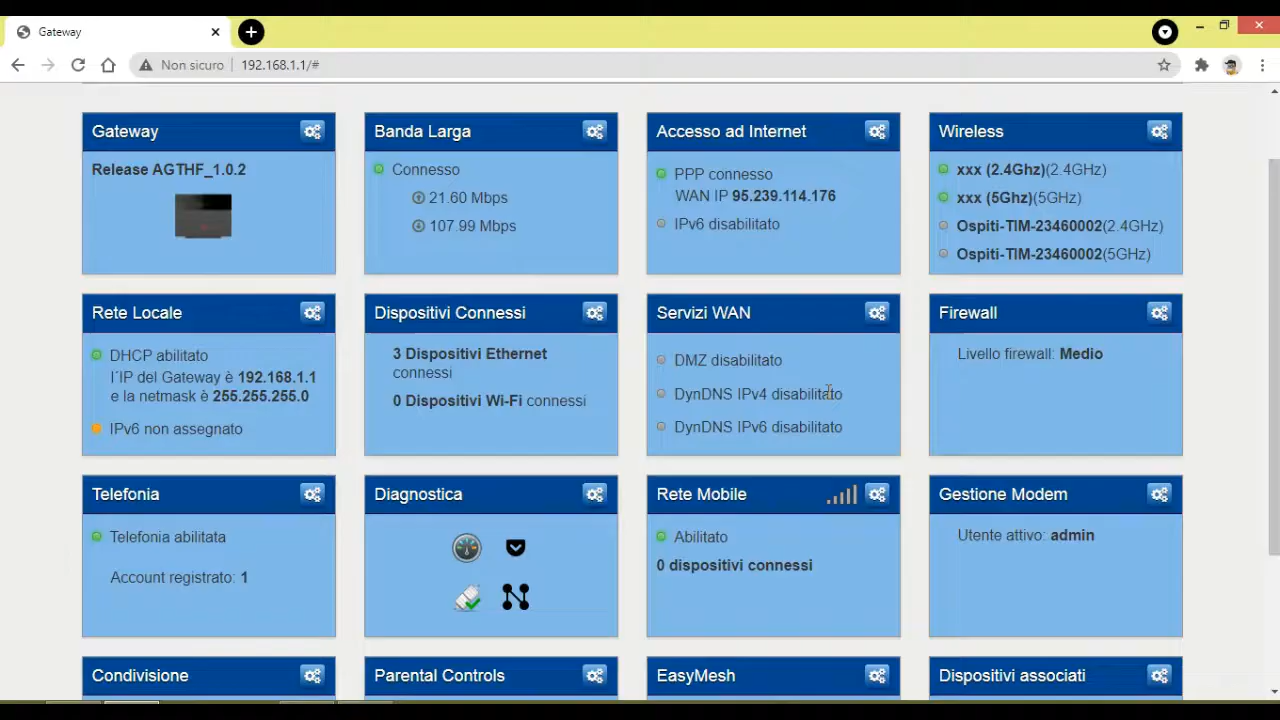 Gateway
Non sicuro
192.168.1.1/#
Gateway
Release AGTHF_1.0.2
Banda Larga
Connesso
21.60 Mbps
107.99 Mbps
Accesso ad Internet
PPP connesso
WAN IP 95.239.114.176
IPv6 disabilitato
Wireless
xxx (2.4Ghz)(2.4GHz)
xxx (5Ghz)(5GHz)
Ospiti-TIM-23460002(2.4GHz)
Ospiti-TIM-23460002(5GHz)
Rete Locale
DHCP abilitato
l´IP del Gateway è 192.168.1.1
e la netmask è 255.255.255.0
IPv6 non assegnato
Dispositivi Connessi
3 Dispositivi Ethernet
connessi
0 Dispositivi Wi-Fi connessi
Servizi WAN
DMZ disabilitato
DynDNS IPv4 disabilitato
DynDNS IPv6 disabilitato
Firewall
Livello firewall: Medio
Telefonia
Telefonia abilitata
Account registrato: 1
Diagnostica
Rete Mobile
Abilitato
0 dispositivi connessi
Gestione Modem
Utente attivo: admin
Condivisione
Parental Controls
EasyMesh
Dispositivi associati